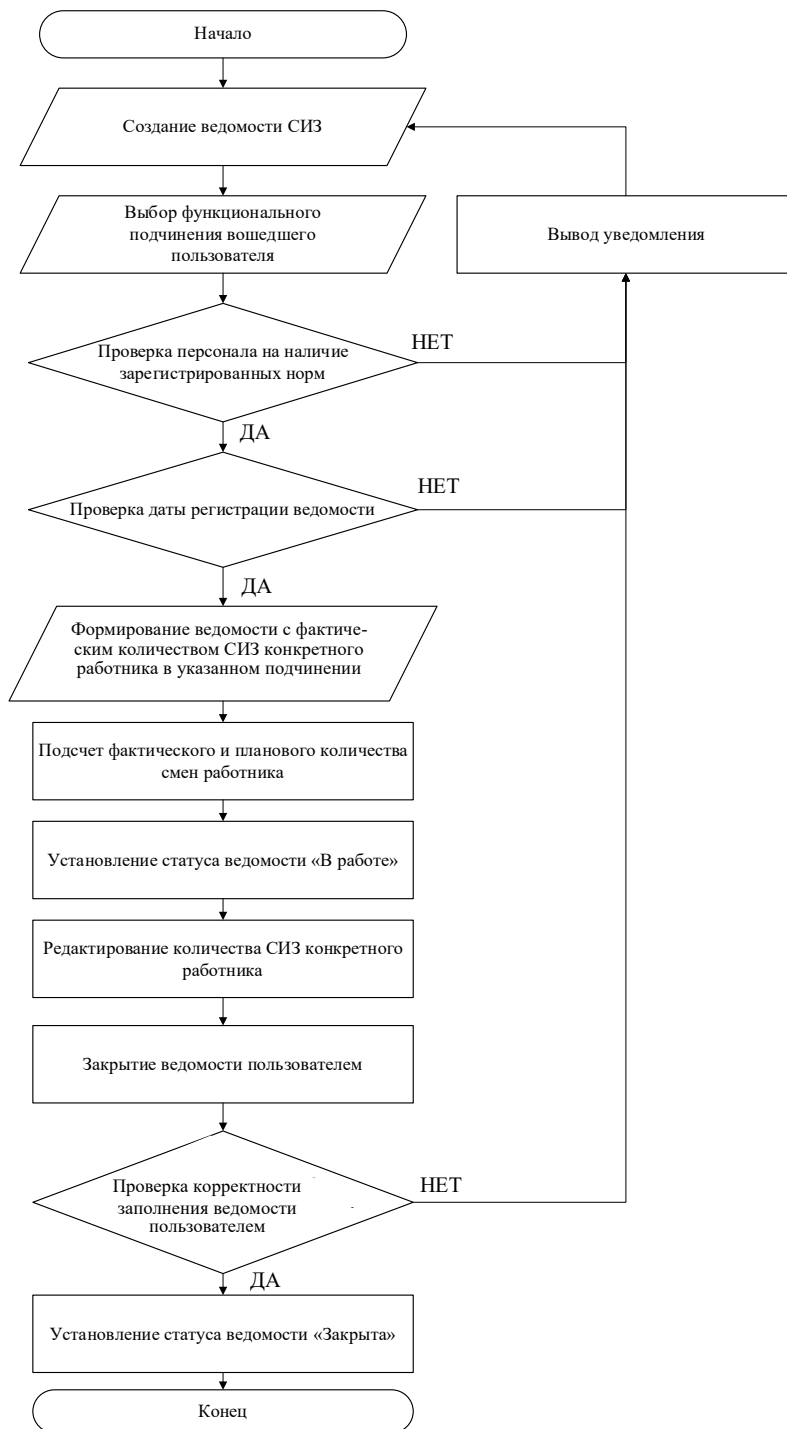 Начало
Создание ведомости СИЗ
Выбор функционального
подчинения вошедшего
пользователя
Вывод уведомления
Проверка персонала на наличие
зарегистрированных норм
НЕТ
ДА
Проверка даты регистрации ведомости
НЕТ
ДА
Формирование ведомости с фактиче-
ским количеством СИЗ конкретного
работника в указанном подчинении
Подсчет фактического и планового количества
смен работника
Установление статуса ведомости «В работе»
Редактирование количества СИЗ конкретного
работника
Закрытие ведомости пользователем
Проверка корректности
заполнения ведомости
пользователем
НЕТ
ДА
Установление статуса ведомости «Закрыта»
Конец